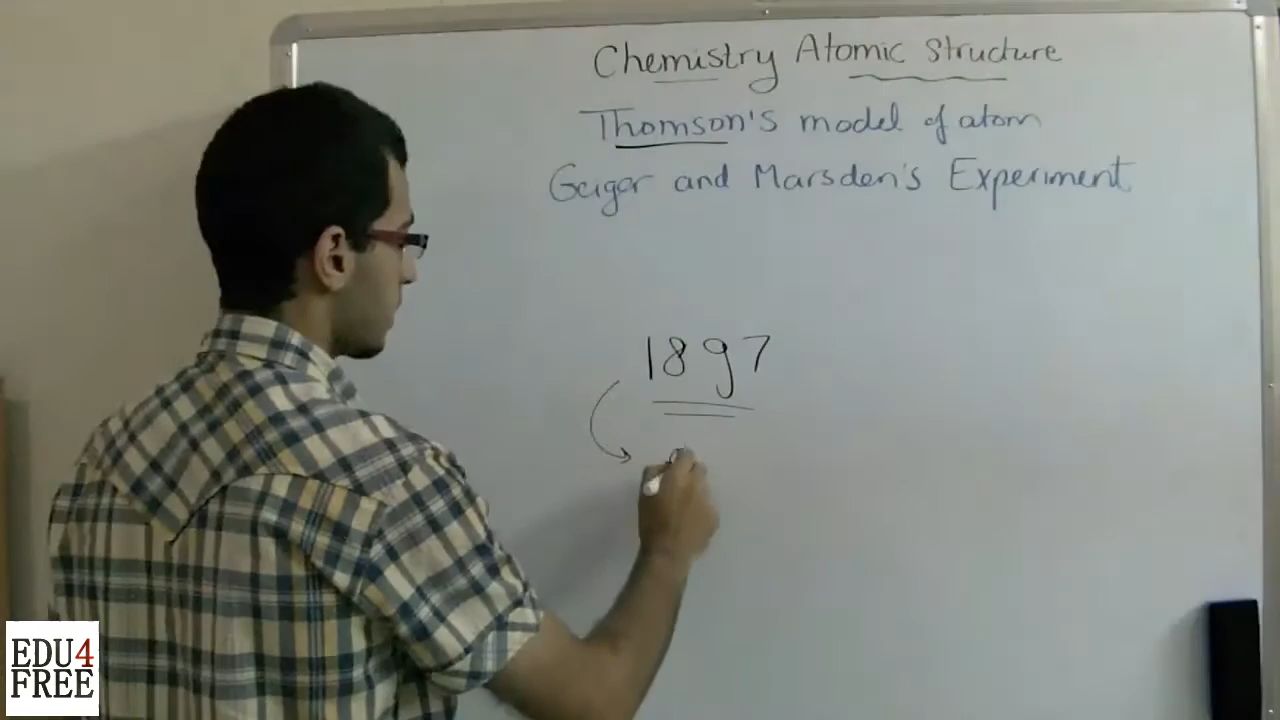 Chemistry Atomic Structure
Thomson's model of atom
Geiger and Marsden's Experiment
1897
EDU4
FREE